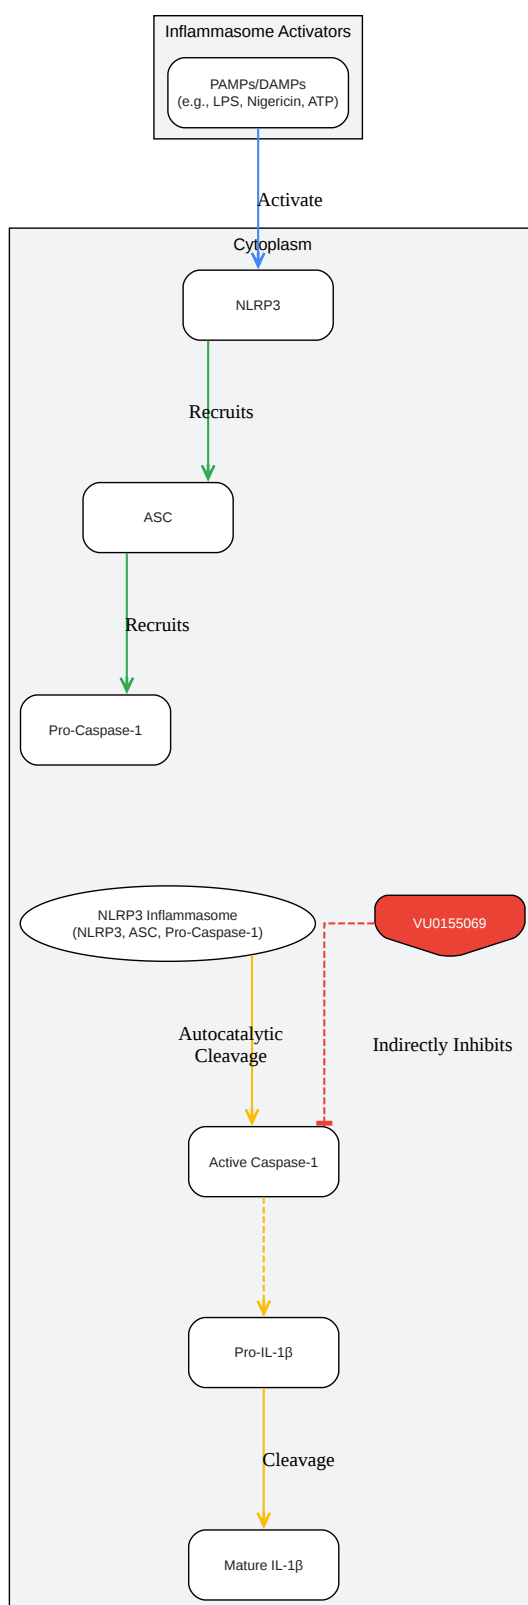 Inflammasome Activators
PAMPs/DAMPs
(e.g., LPS, Nigericin, ATP)
Activate
Cytoplasm
NLRP3
Recruits
ASC
Recruits
Pro-Caspase-1
NLRP3 Inflammasome
(NLRP3, ASC, Pro-Caspase-1)
VU0155069
Autocatalytic
Cleavage
Indirectly Inhibits
Active Caspase-1
Pro-IL-1β
Cleavage
Mature IL-1β